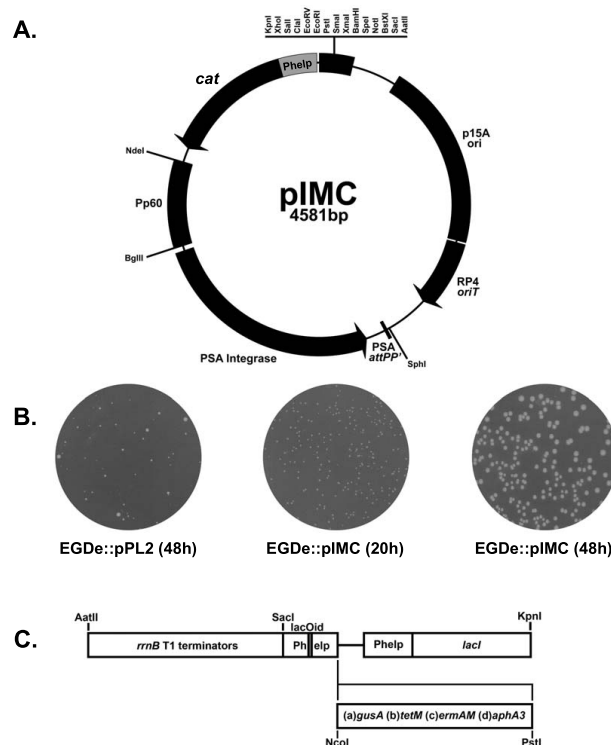 A.
KpnI
XhoI
SalI
ClaI
EcoRV
EcoRI
PstI
SmaI
XmaI
BamHI
SpeI
NotI
BstXI
SacI
AatII
Phelp
cat
p15A
ori
NdeI
pIMC
4581bp
Pp60
BglII
RP4
oriT
PSA Integrase
PSA
attPP'
SphI
B.
EGDe::pPL2 (48h)
EGDe::pIMC (20h)
EGDe::pIMC (48h)
C.
AatII
SacI
lacOid
KpnI
rrnB T1 terminators
Ph elp
Phelp
lacI
(a)gusA (b)tetM (c)ermAM (d)aphA3
NcoI
PstI